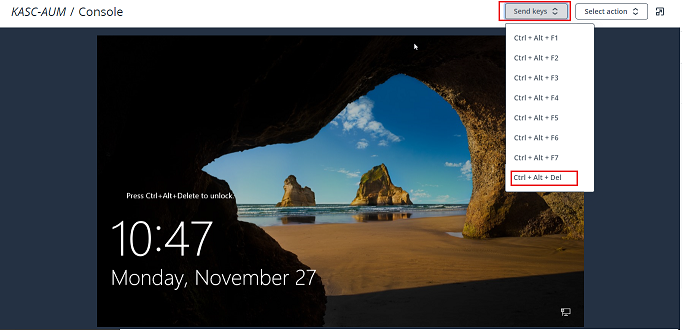 KASC-AUM / Console
Send keys
Select action
Ctrl + Alt + F1
Ctrl + Alt + F2
Ctrl + Alt + F3
Ctrl + Alt + F4
Ctrl + Alt + F5
Ctrl + Alt + F6
Ctrl + Alt + F7
Ctrl + Alt + Del
Press Ctrl+Alt+Delete to unlock.
10:47
Monday, November 27